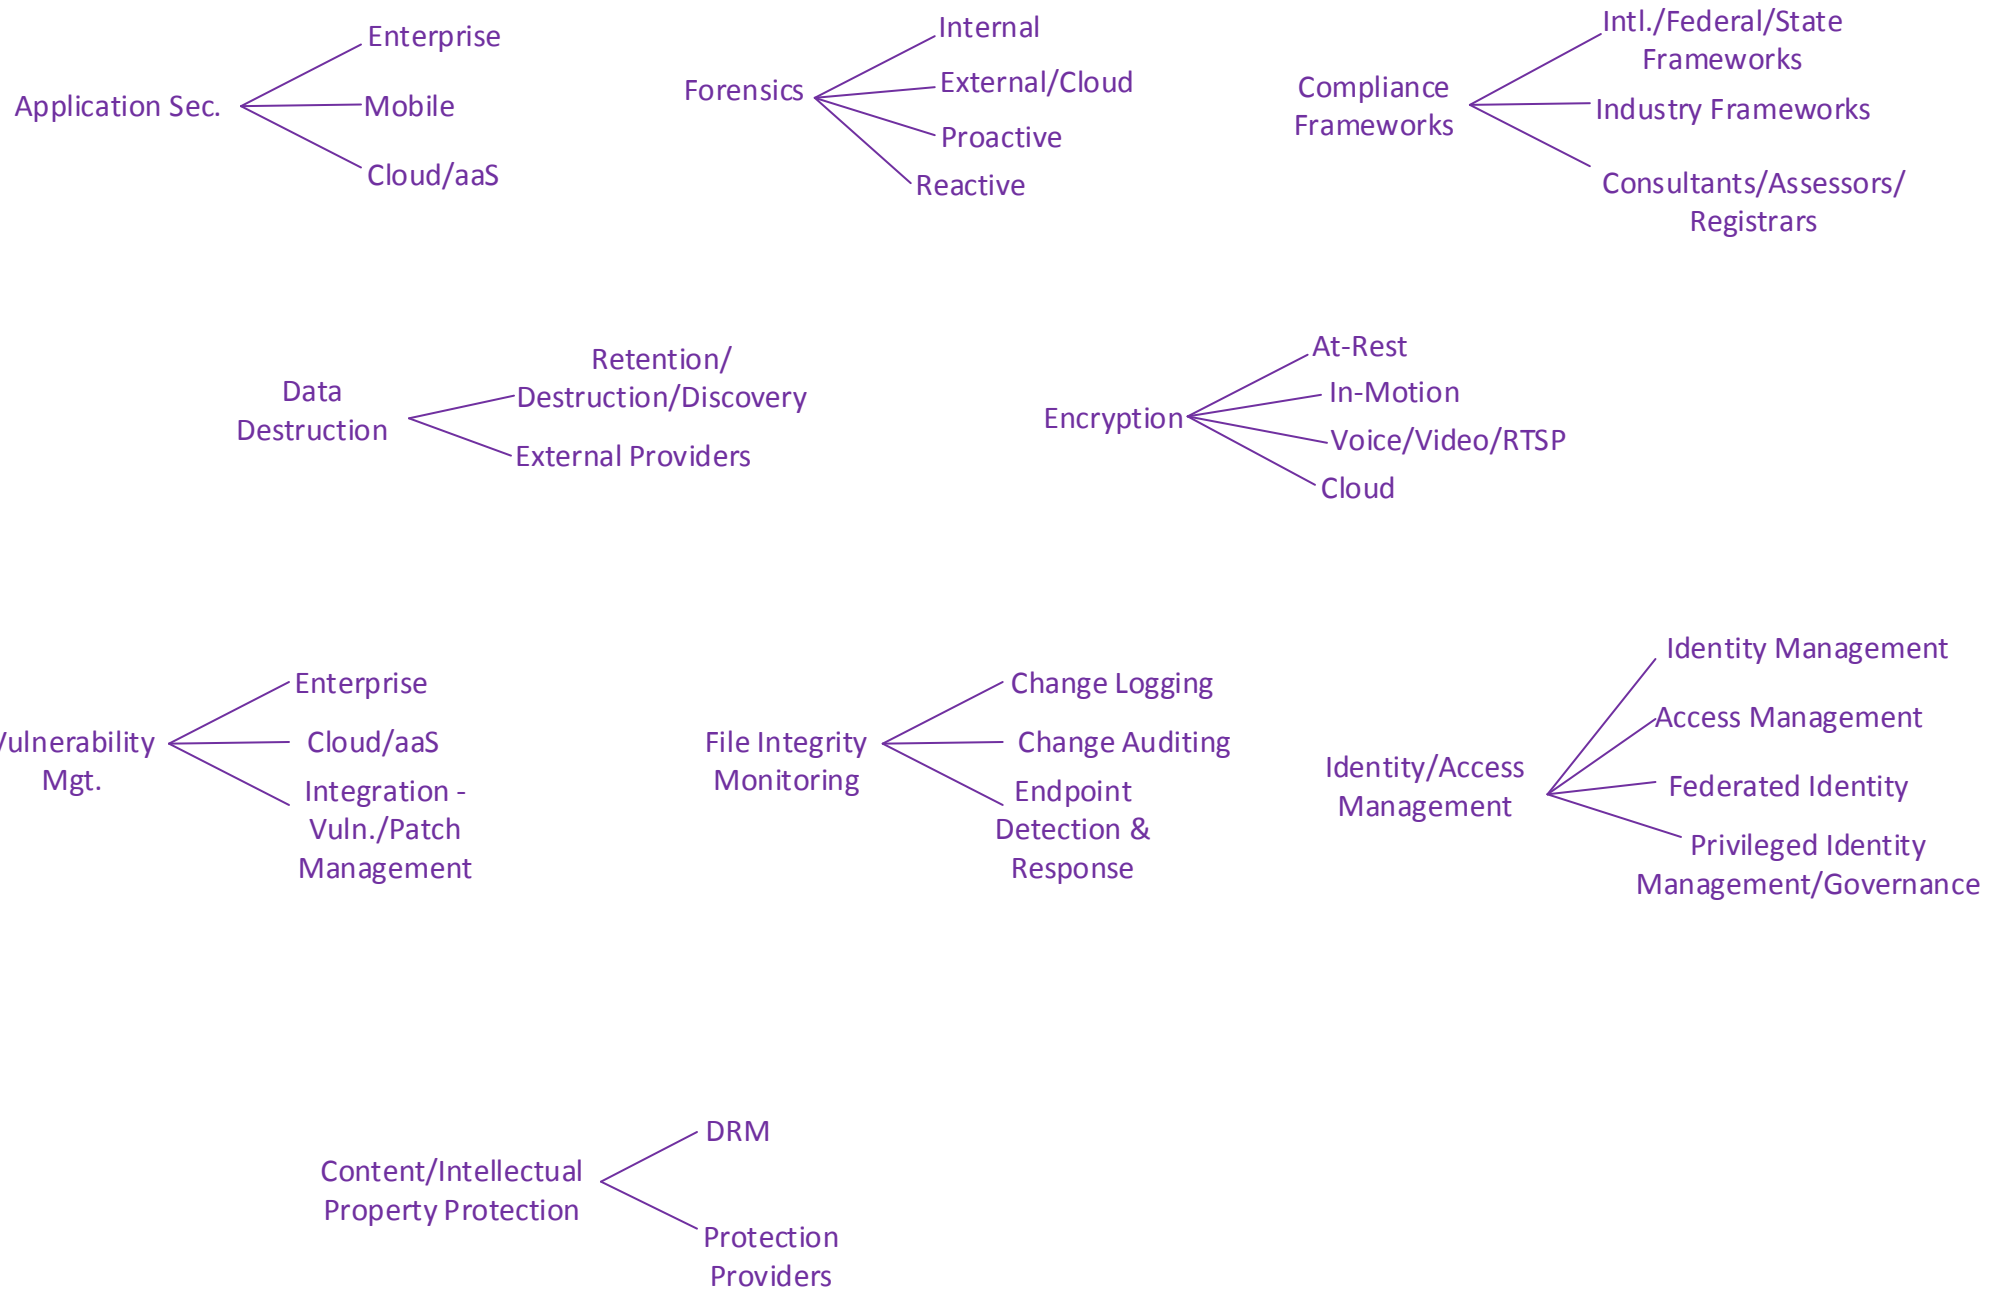 Application Sec.
Enterprise
Mobile
Cloud/aaS
Forensics
Internal
External/Cloud
Proactive
Reactive
Compliance
Frameworks
Intl./Federal/State
Frameworks
Industry Frameworks
Consultants/Assessors/
Registrars
Data
Destruction
Retention/
Destruction/Discovery
External Providers
Encryption
At-Rest
In-Motion
Voice/Video/RTSP
Cloud
Vulnerability
Mgt.
Enterprise
Cloud/aaS
Integration -
Vuln./Patch
Management
File Integrity
Monitoring
Change Logging
Change Auditing
Endpoint
Detection &
Response
Identity/Access
Management
Identity Management
Access Management
Federated Identity
Privileged Identity
Management/Governance
Content/Intellectual
Property Protection
DRM
Protection
Providers